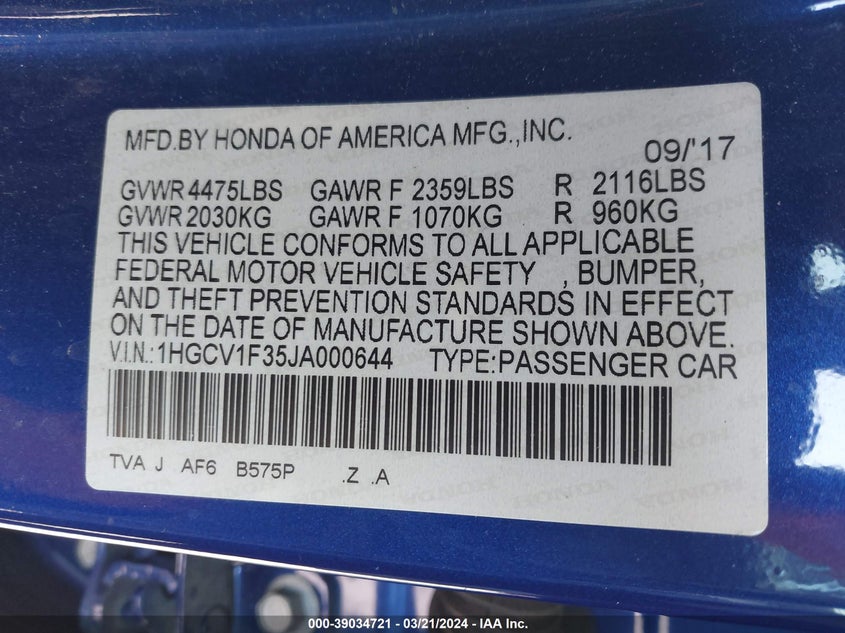 MFD.BY HONDA OF AMERICA MFG.,INC.
09/'17
GVWR 4475LBS GAWR F 2359LBS R 2116LBS
GVWR 2030KG GAWR F 1070KG R 960KG
THIS VEHICLE CONFORMS TO ALL APPLICABLE
FEDERAL MOTOR VEHICLE SAFETY , BUMPER,
AND THEFT PREVENTION STANDARDS IN EFFECT
ON THE DATE OF MANUFACTURE SHOWN ABOVE.
V.I.N.:1HGCV1F35JA000644 TYPE:PASSENGER CAR
TVA J AF6 B575P .Z .A
000-39034721 — 03/21/2024 — IAA Inc.